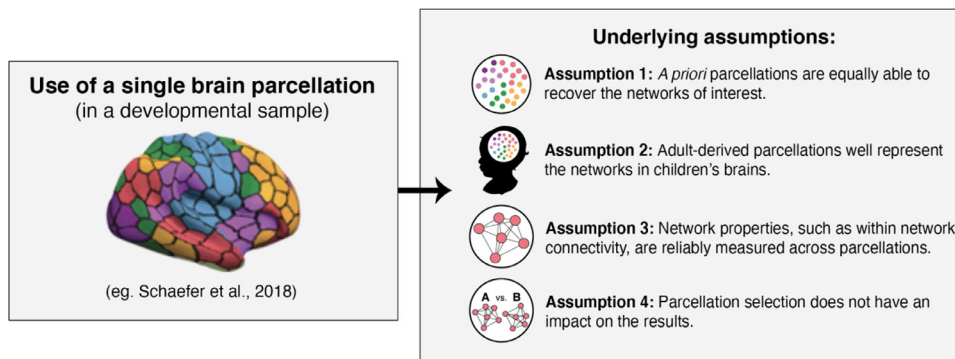 Use of a single brain parcellation
(in a developmental sample)
(eg. Schaefer et al., 2018)
Underlying assumptions:
Assumption 1: A priori parcellations are equally able to
recover the networks of interest.
Assumption 2: Adult-derived parcellations well represent
the networks in children's brains.
Assumption 3: Network properties, such as within network
connectivity, are reliably measured across parcellations.
A vs. B
Assumption 4: Parcellation selection does not have an
impact on the results.